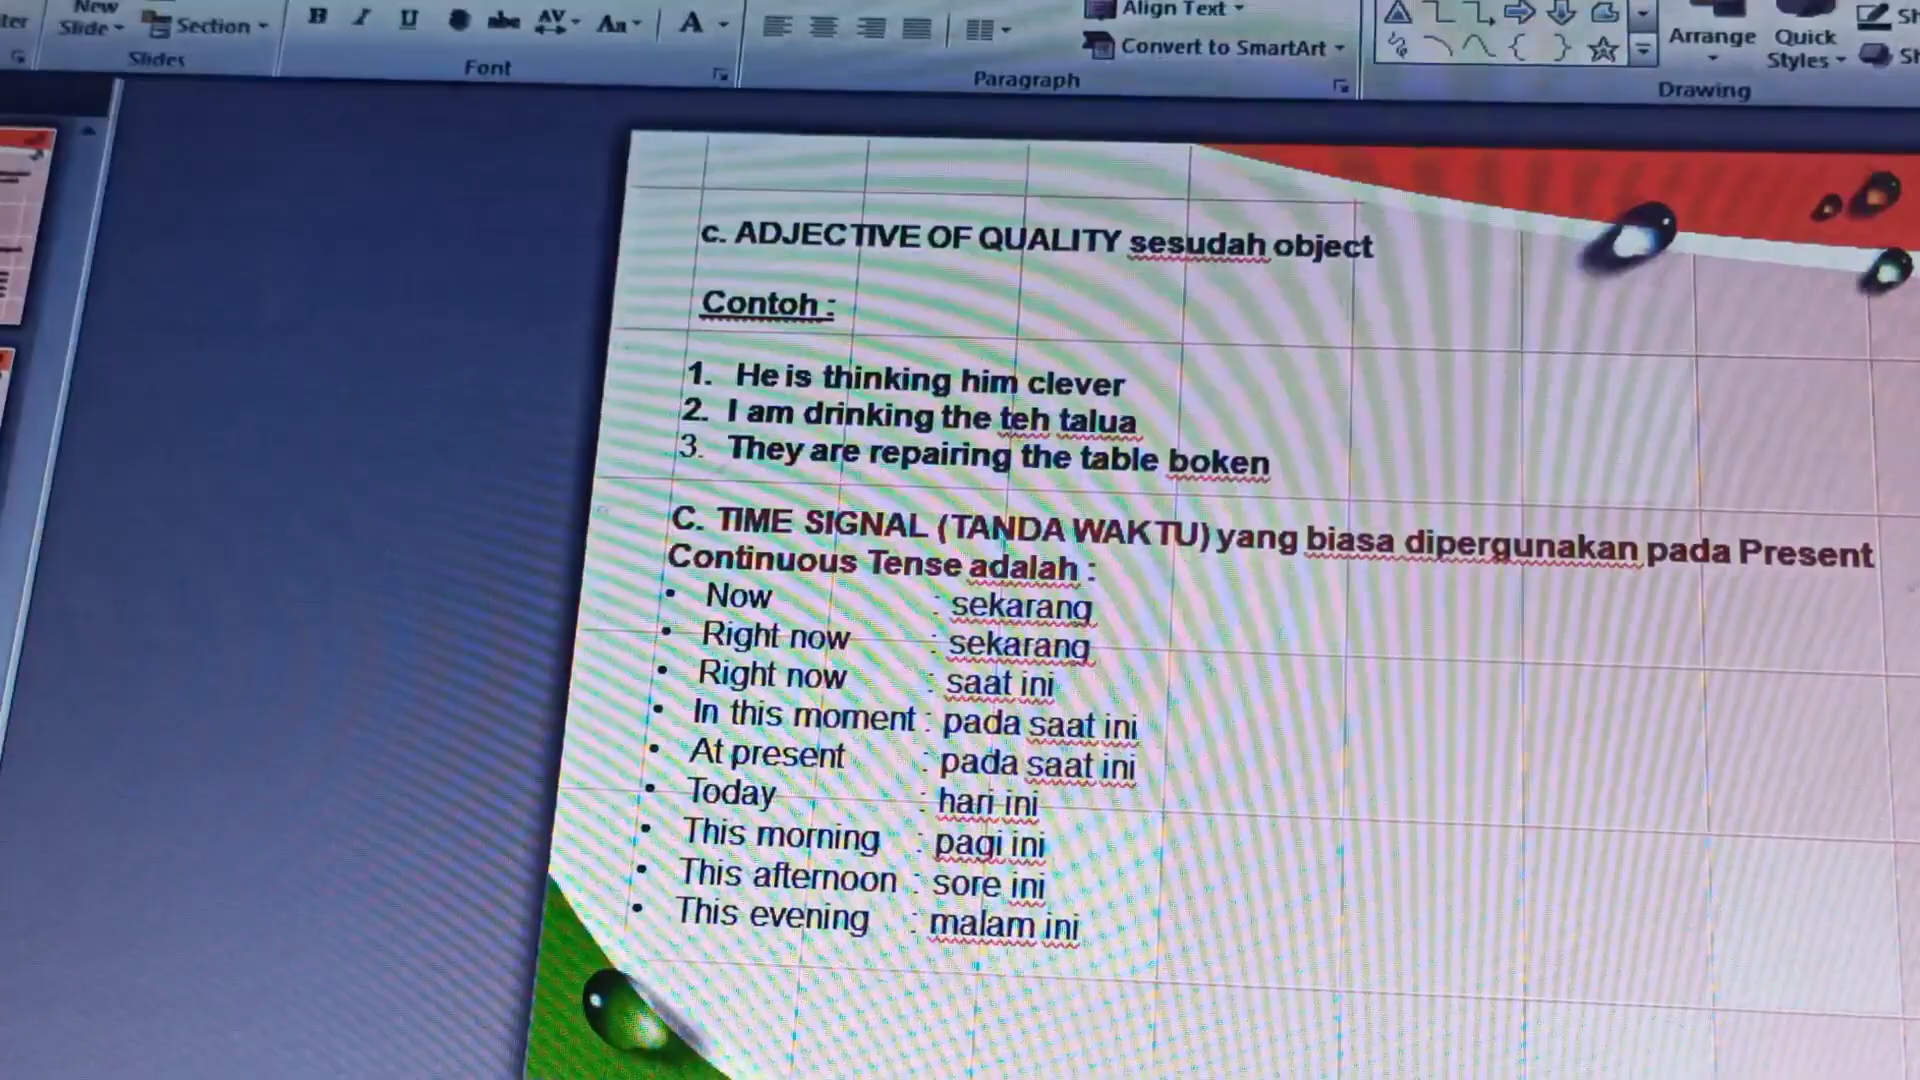 New
Slide
Section
Slides
B I U abc AV Aa A
Font
Align Text
Convert to SmartArt
Paragraph
Arrange
Quick
Styles
Drawing
c. ADJECTIVE OF QUALITY sesudah object
Contoh :
1. He is thinking him clever
2. I am drinking the teh talua
3. They are repairing the table boken
C. TIME SIGNAL (TANDA WAKTU) yang biasa dipergunakan pada Present
Continuous Tense adalah :
• Now : sekarang
• Right now : sekarang
• Right now : saat ini
• In this moment : pada saat ini
• At present : pada saat ini
• Today : hari ini
• This morning : pagi ini
• This afternoon : sore ini
• This evening : malam ini